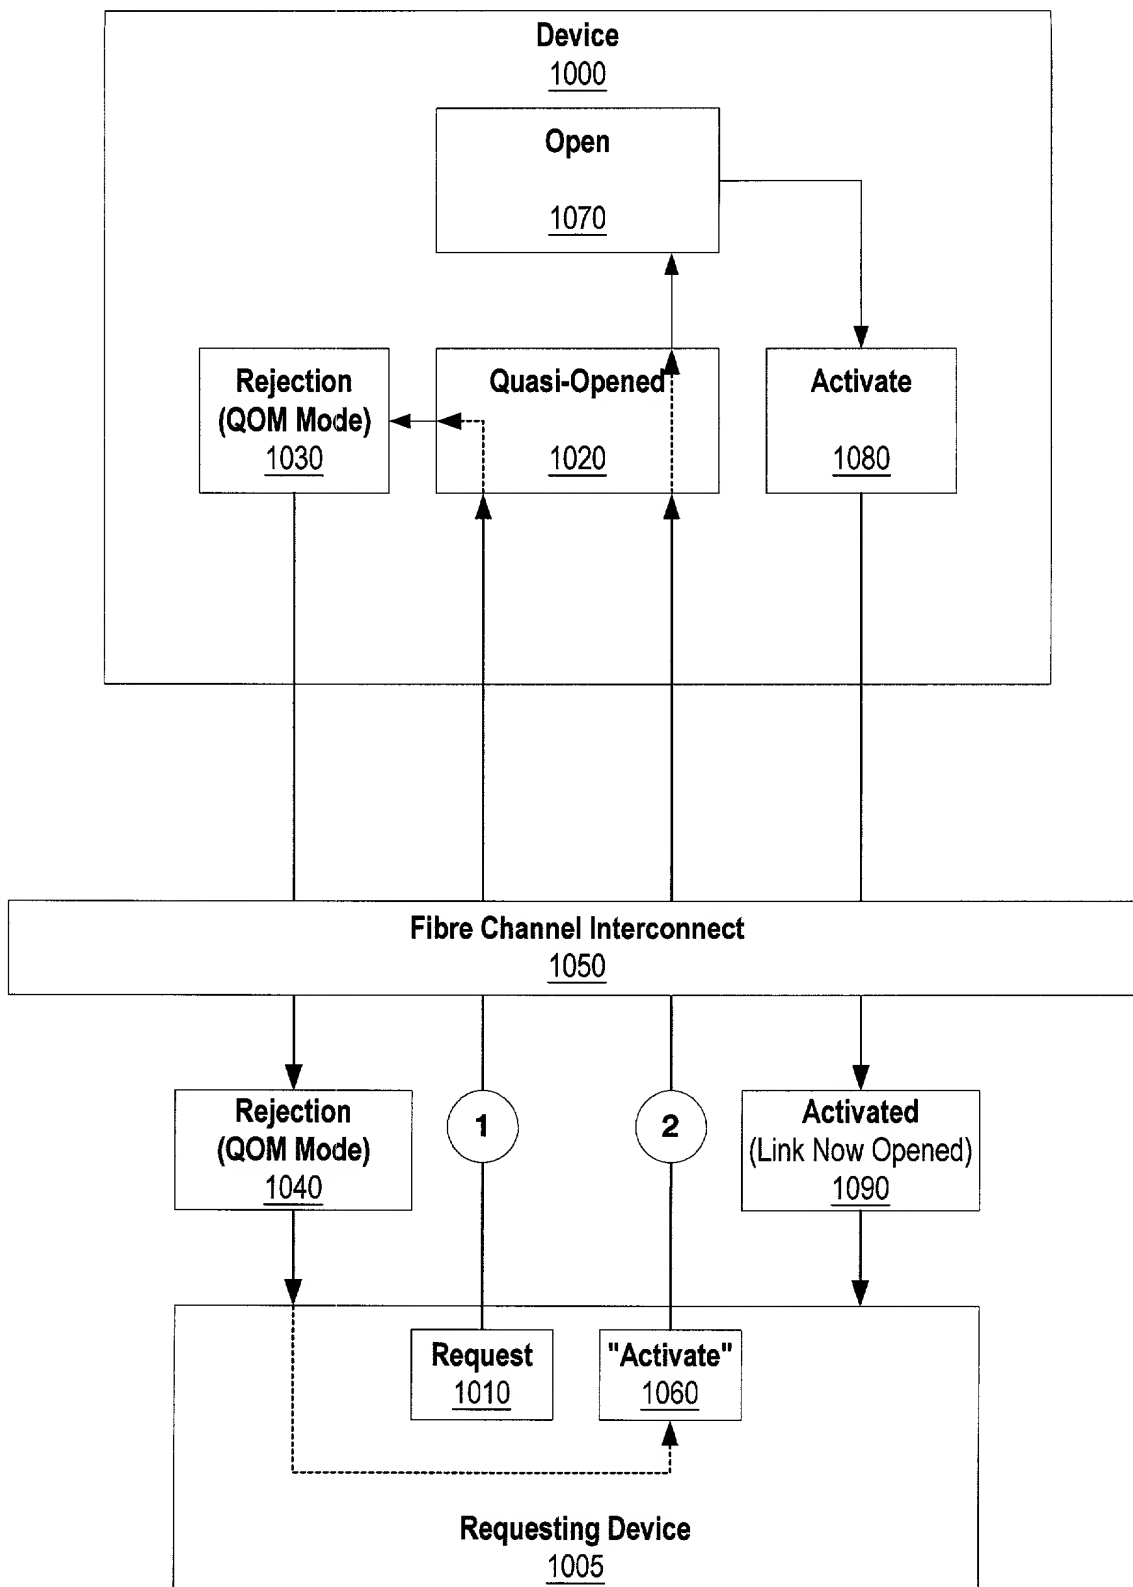 Device
1000
Open
1070
Rejection
(QOM Mode)
1030
Quasi-Opened
1020
Activate
1080
Fibre Channel Interconnect
1050
Rejection
(QOM Mode)
1040
1
2
Activated
(Link Now Opened)
1090
Request
1010
"Activate"
1060
Requesting Device
1005